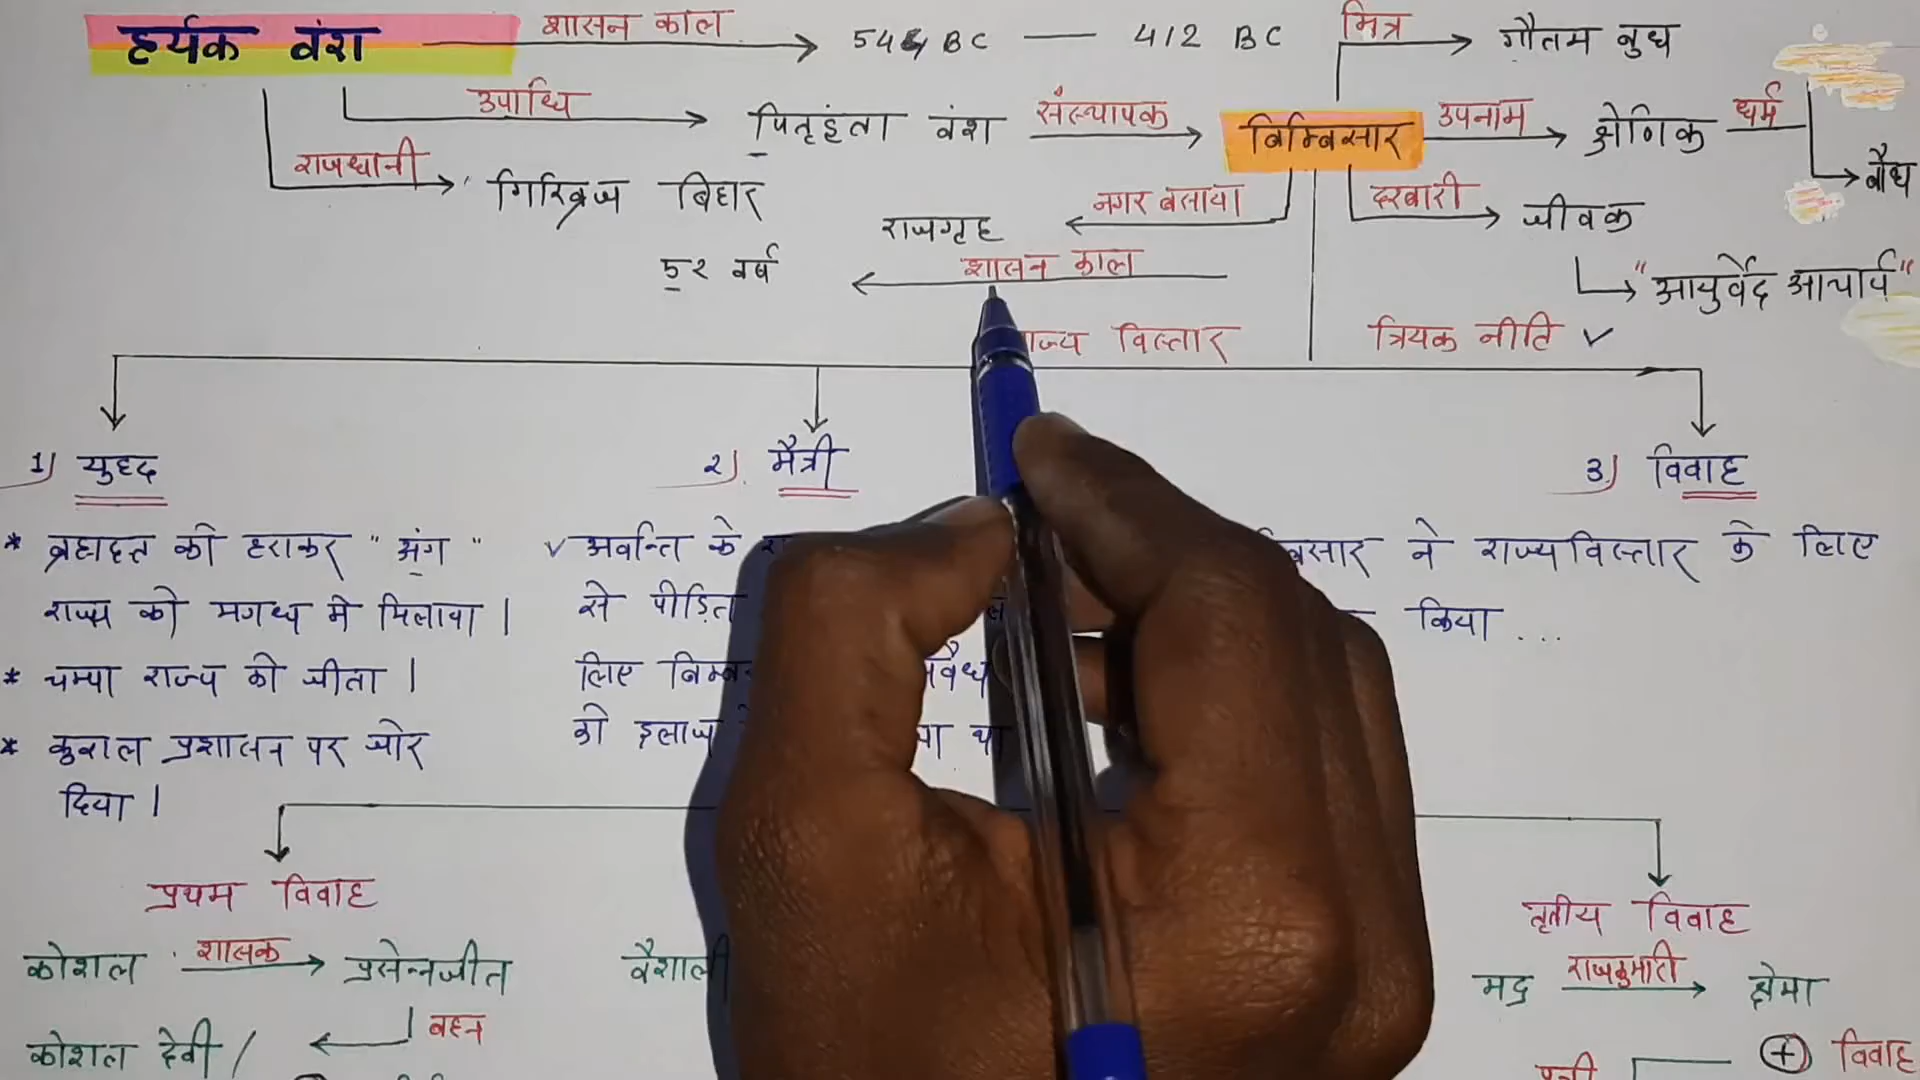 हर्यक वंश शासन काल 544 BC — 412 BC मित्र गौतम बुध
उपाधि पितृहंता वंश संस्थापक बिम्बिसार उपनाम श्रेणिक धर्म
राजधानी गिरिव्रज बिहार नगर बसाया दरबारी बौध
राजगृह जीवक
52 वर्ष शासन काल "आयुर्वेद आचार्य"
राज्य विस्तार त्रियक नीति ✓
1) युद्द 2) मैत्री 3) विवाह
* ब्रहादत्त को हराकर "अंग" ✓ अवन्ति के ने राज्यविस्तार के लिए
राज्य को मगध मे मिलाया । से पीड़ित किया ...
* चम्पा राज्य को जीता । लिए
को इलाज था
* कुशल प्रशासन पर जोर
दिया ।
प्रथम विवाह तृतीय विवाह
कोशल शासक प्रसेनजीत वैशाली मद्र राजकुमारी क्षेमा
कोशल देवी / बहन + विवाह